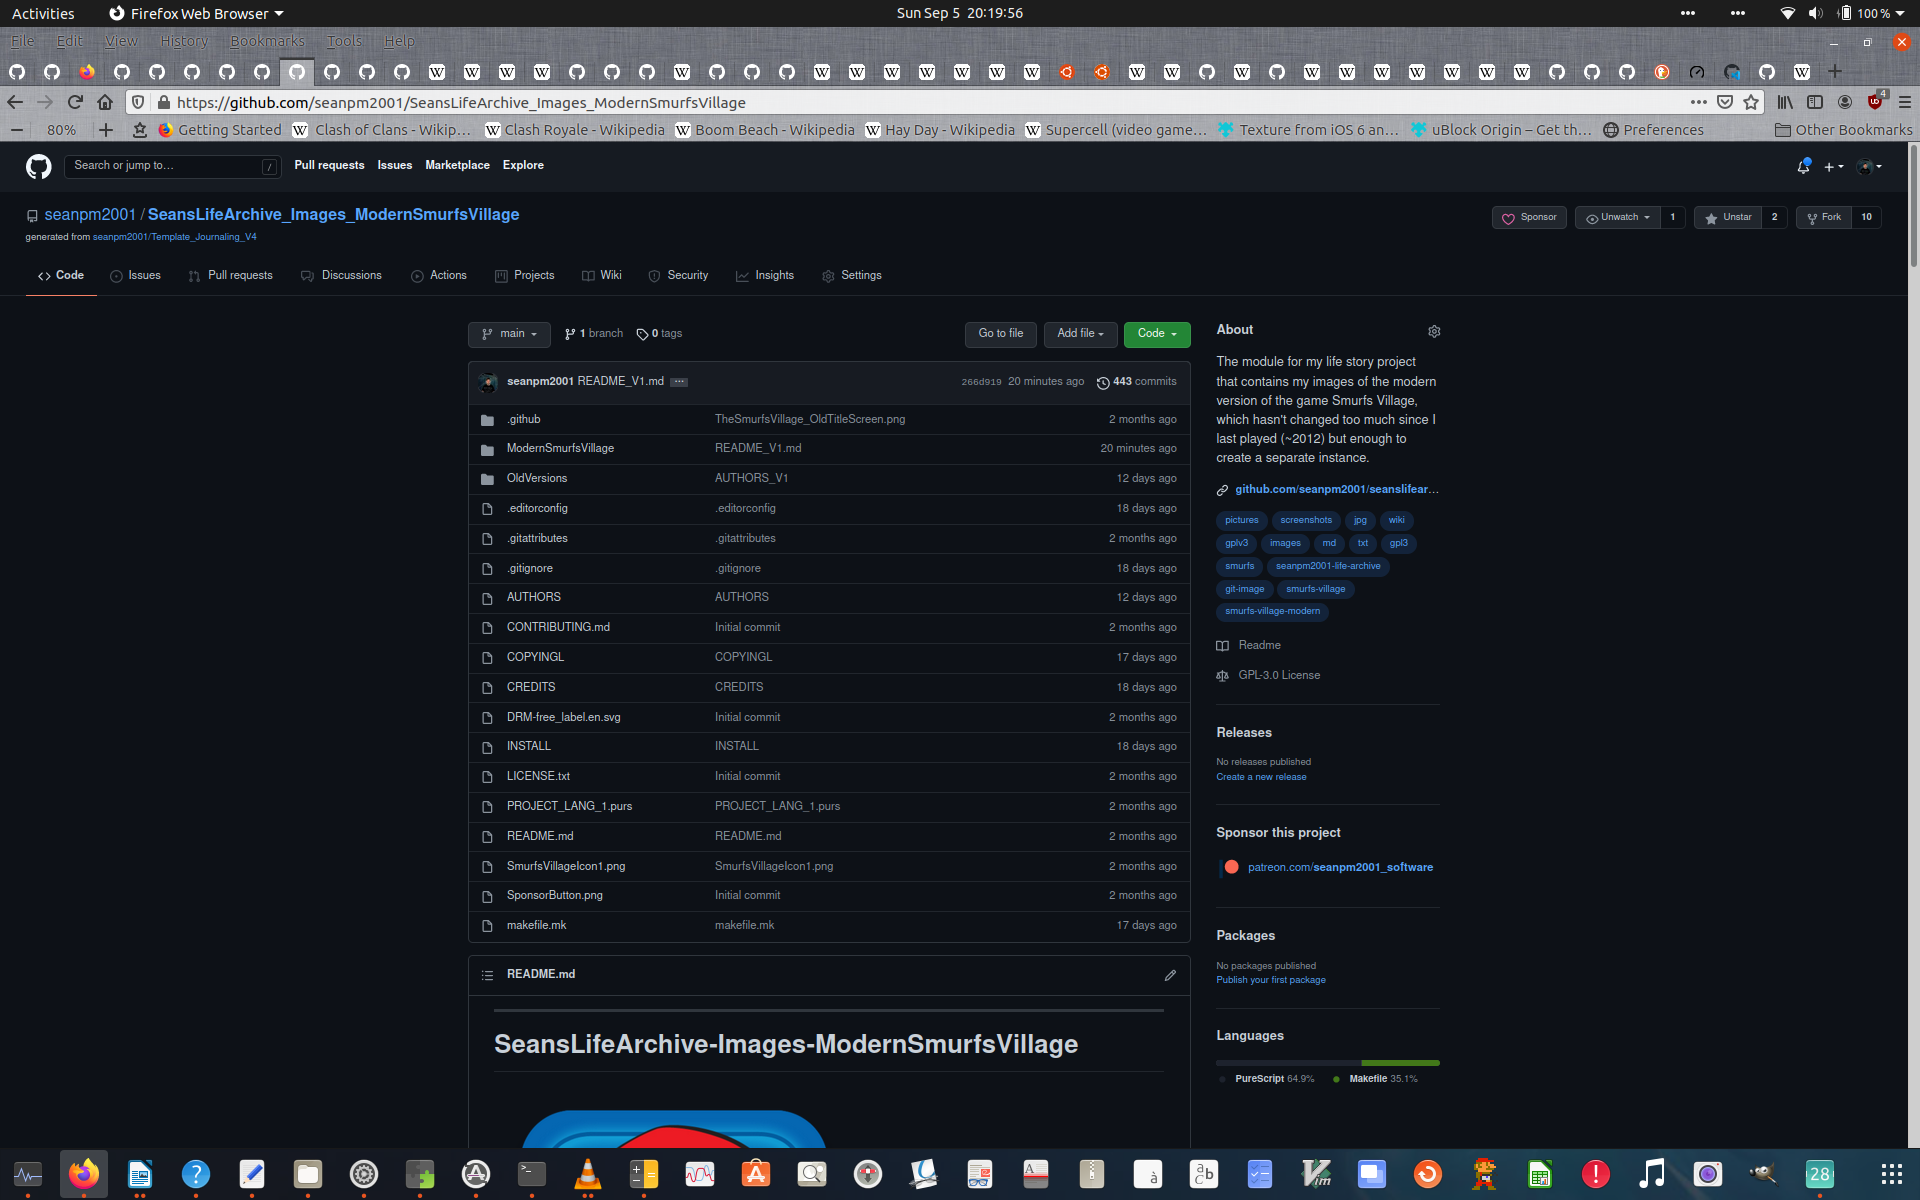 Activities
Firefox Web Browser
Sun Sep 5 20:19:56
100 %
File Edit View History Bookmarks Tools Help
https://github.com/seanpm2001/SeansLifeArchive_Images_ModernSmurfsVillage
4
80%
Getting Started
Clash of Clans - Wikip…
Clash Royale - Wikipedia
Boom Beach - Wikipedia
Hay Day - Wikipedia
Supercell (video game…
Texture from iOS 6 an…
uBlock Origin – Get th…
Preferences
Other Bookmarks
Search or jump to…
/
Pull requests Issues Marketplace Explore
seanpm2001 / SeansLifeArchive_Images_ModernSmurfsVillage
generated from seanpm2001/Template_Journaling_V4
Sponsor
Unwatch 1
Unstar 2
Fork 10
Code
Issues
Pull requests
Discussions
Actions
Projects
Wiki
Security
Insights
Settings
main
1 branch
0 tags
Go to file
Add file
Code
seanpm2001 README_V1.md 266d919 20 minutes ago 443 commits
.github TheSmurfsVillage_OldTitleScreen.png 2 months ago
ModernSmurfsVillage README_V1.md 20 minutes ago
OldVersions AUTHORS_V1 12 days ago
.editorconfig .editorconfig 18 days ago
.gitattributes .gitattributes 2 months ago
.gitignore .gitignore 18 days ago
AUTHORS AUTHORS 12 days ago
CONTRIBUTING.md Initial commit 2 months ago
COPYINGL COPYINGL 17 days ago
CREDITS CREDITS 18 days ago
DRM-free_label.en.svg Initial commit 2 months ago
INSTALL INSTALL 18 days ago
LICENSE.txt Initial commit 2 months ago
PROJECT_LANG_1.purs PROJECT_LANG_1.purs 2 months ago
README.md README.md 2 months ago
SmurfsVillageIcon1.png SmurfsVillageIcon1.png 2 months ago
SponsorButton.png Initial commit 2 months ago
makefile.mk makefile.mk 17 days ago
README.md
SeansLifeArchive-Images-ModernSmurfsVillage
About
The module for my life story project
that contains my images of the modern
version of the game Smurfs Village,
which hasn't changed too much since I
last played (~2012) but enough to
create a separate instance.
github.com/seanpm2001/seanslifear…
pictures screenshots jpg wiki
gplv3 images md txt gpl3
smurfs seanpm2001-life-archive
git-image smurfs-village
smurfs-village-modern
Readme
GPL-3.0 License
Releases
No releases published
Create a new release
Sponsor this project
patreon.com/seanpm2001_software
Packages
No packages published
Publish your first package
Languages
PureScript 64.9% Makefile 35.1%
28